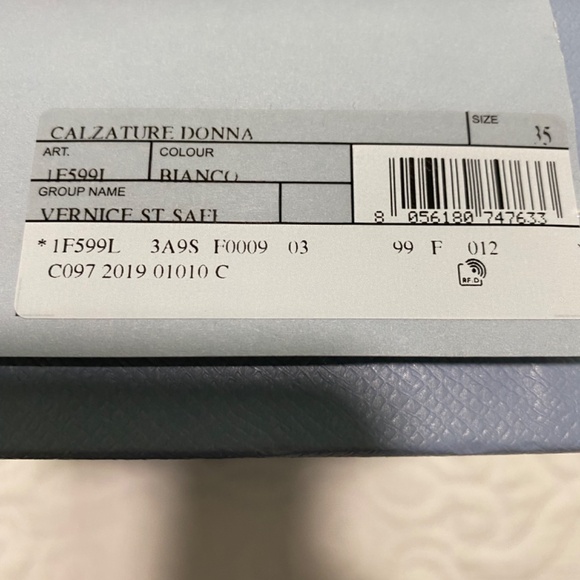 CALZATURE DONNA
SIZE
35
ART.
1F599L
COLOUR
BIANCO
GROUP NAME
VERNICE ST. SAFF
8 056180 747633
*1F599L 3A9S F0009 03 99 F 012
C097 2019 01010 C
RF.D